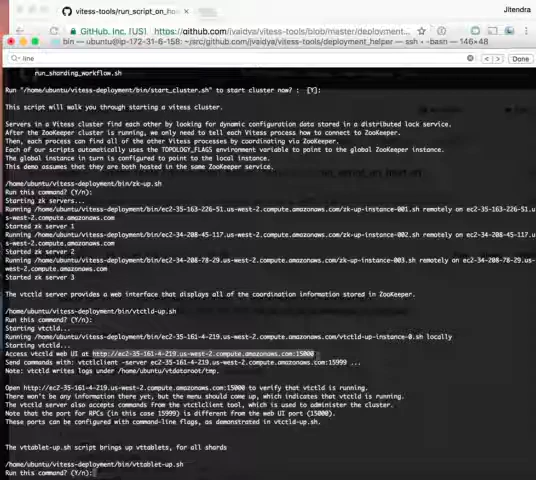 vitess-tools/run_script_on_hos
Jitendra
GitHub, Inc. [US]
https://github.com/jvaidya/vitess-tools/blob/master/deployment_
bin — ubuntu@ip-172-31-6-158: ~/src/github.com/jvaidya/vitess-tools/deployment_helper — ssh - -bash — 146×48
line
Done
run_sharding_workflow.sh
Run "/home/ubuntu/vitess-deployment/bin/start_cluster.sh" to start cluster now? : [Y]:
This script will walk you through starting a vitess cluster.
Servers in a Vitess cluster find each other by looking for dynamic configuration data stored in a distributed lock service.
After the ZooKeeper cluster is running, we only need to tell each Vitess process how to connect to ZooKeeper.
Then, each process can find all of the other Vitess processes by coordinating via ZooKeeper.
Each of our scripts automatically uses the TOPOLOGY_FLAGS environment variable to point to the global ZooKeeper instance.
The global instance in turn is configured to point to the local instance.
This demo assumes that they are both hosted in the same ZooKeeper service.
/home/ubuntu/vitess-deployment/bin/zk-up.sh
Run this command? (Y/n):
Starting zk servers...
Running /home/ubuntu/vitess-deployment/bin/ec2-35-163-226-51.us-west-2.compute.amazonaws.com/zk-up-instance-001.sh remotely on ec2-35-163-226-51.u
s-west-2.compute.amazonaws.com
Started zk server 1
Running /home/ubuntu/vitess-deployment/bin/ec2-34-208-45-117.us-west-2.compute.amazonaws.com/zk-up-instance-002.sh remotely on ec2-34-208-45-117.u
s-west-2.compute.amazonaws.com
Started zk server 2
Running /home/ubuntu/vitess-deployment/bin/ec2-34-208-78-29.us-west-2.compute.amazonaws.com/zk-up-instance-003.sh remotely on ec2-34-208-78-29.us-
west-2.compute.amazonaws.com
Started zk server 3
The vtctld server provides a web interface that displays all of the coordination information stored in ZooKeeper.
/home/ubuntu/vitess-deployment/bin/vtctld-up.sh
Run this command? (Y/n):
Starting vtctld...
Running /home/ubuntu/vitess-deployment/bin/ec2-35-161-4-219.us-west-2.compute.amazonaws.com/vtctld-up-instance-0.sh locally
Starting vtctld...
Access vtctld web UI at http://ec2-35-161-4-219.us-west-2.compute.amazonaws.com:15000
Send commands with: vtctlclient -server ec2-35-161-4-219.us-west-2.compute.amazonaws.com:15999 ...
Note: vtctld writes logs under /home/ubuntu/vtdataroot/tmp.
Open http://ec2-35-161-4-219.us-west-2.compute.amazonaws.com:15000 to verify that vtctld is running.
There won't be any information there yet, but the menu should come up, which indicates that vtctld is running.
The vtctld server also accepts commands from the vtctlclient tool, which is used to administer the cluster.
Note that the port for RPCs (in this case 15999) is different from the web UI port (15000).
These ports can be configured with command-line flags, as demonstrated in vtctld-up.sh.
The vttablet-up.sh script brings up vttablets, for all shards
/home/ubuntu/vitess-deployment/bin/vttablet-up.sh
Run this command? (Y/n):